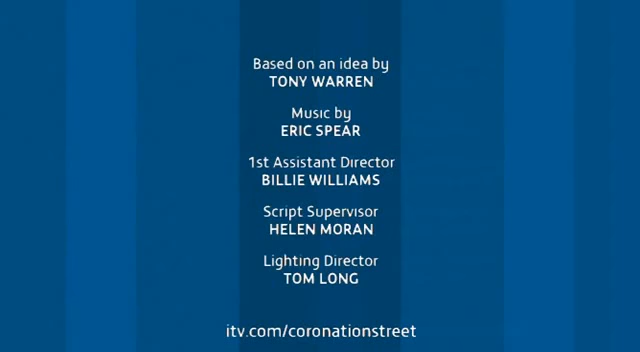 Based on an idea by
TONY WARREN
Music by
ERIC SPEAR
1st Assistant Director
BILLIE WILLIAMS
Script Supervisor
HELEN MORAN
Lighting Director
TOM LONG
itv.com/coronationstreet